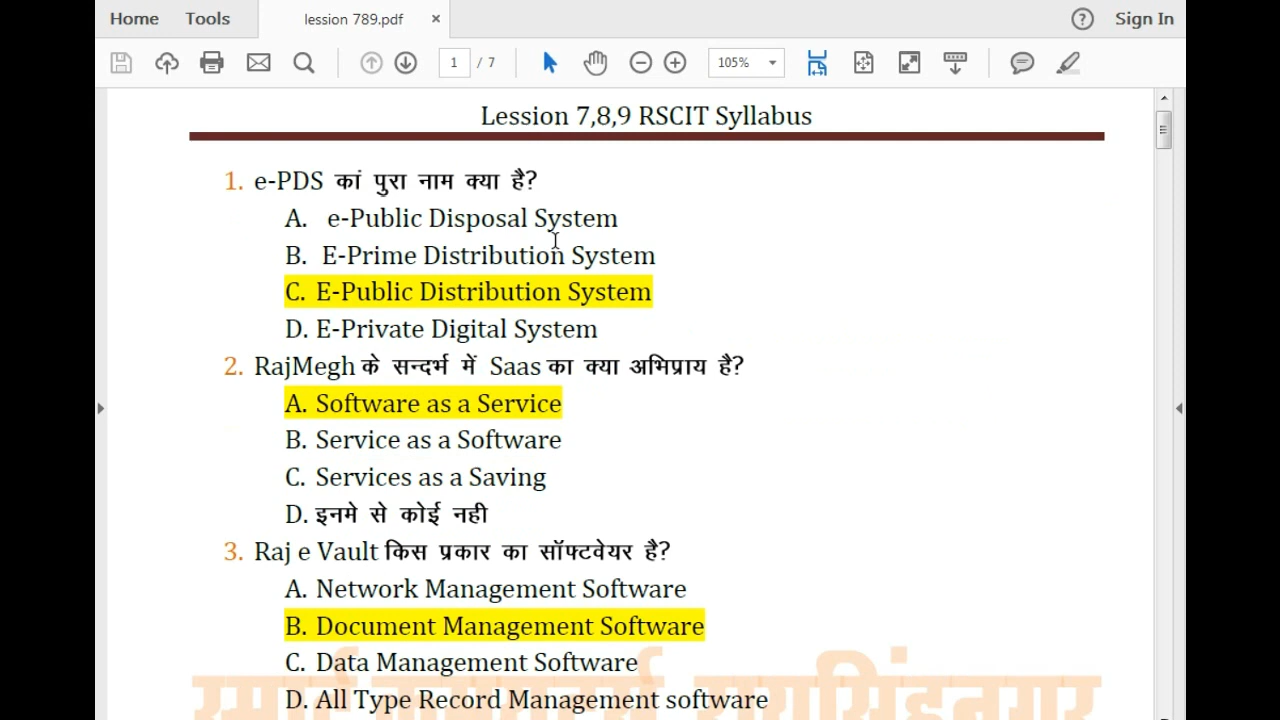 Home Tools lession 789.pdf × Sign In
1 / 7 105%
Lession 7,8,9 RSCIT Syllabus
1. e-PDS कां पुरा नाम क्या है?
A. e-Public Disposal System
B. E-Prime Distribution System
C. E-Public Distribution System
D. E-Private Digital System
2. RajMegh के सन्दर्भ में Saas का क्या अभिप्राय है?
A. Software as a Service
B. Service as a Software
C. Services as a Saving
D. इनमे से कोई नही
3. Raj e Vault किस प्रकार का सॉफ्टवेयर है?
A. Network Management Software
B. Document Management Software
C. Data Management Software
D. All Type Record Management software